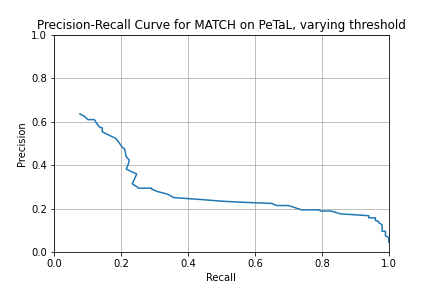 Precision-Recall Curve for MATCH on PeTaL, varying threshold
1.0
0.8
0.6
0.4
0.2
0.0
Precision
0.0 0.2 0.4 0.6 0.8 1.0
Recall